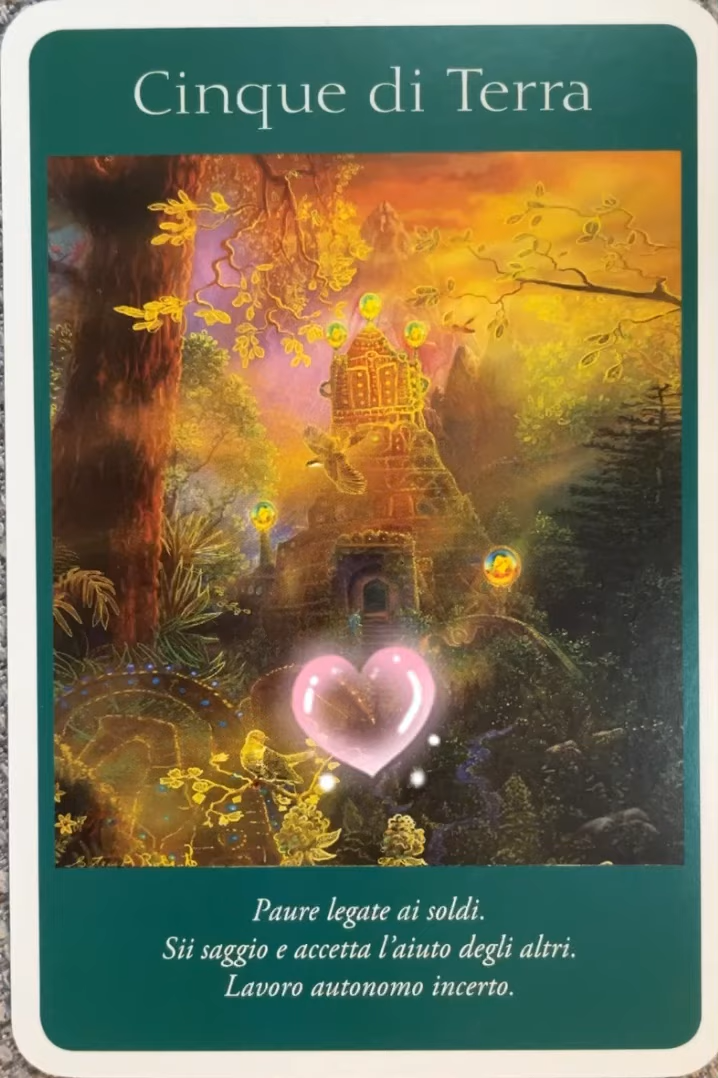 Cinque di Terra
Paure legate ai soldi.
Sii saggio e accetta l'aiuto degli altri.
Lavoro autonomo incerto.